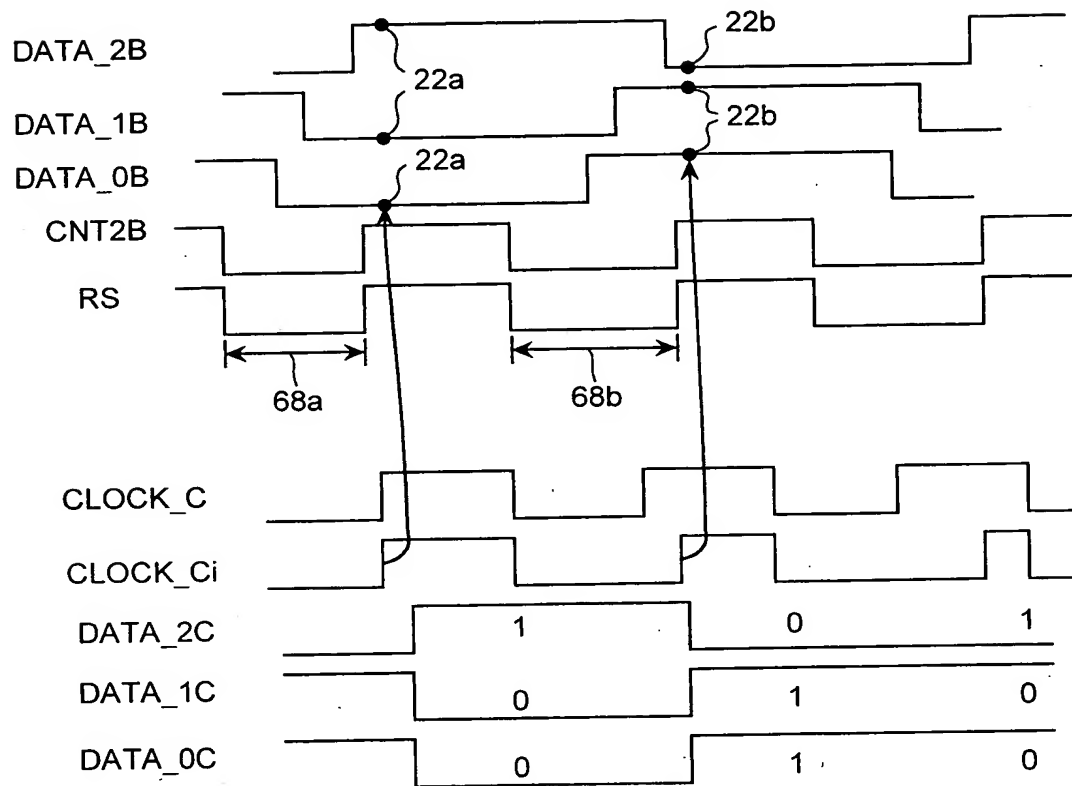 DATA_2B
22a
22b
DATA_1B
22b
DATA_0B
22a
CNT2B
RS
68a
68b
CLOCK_C
CLOCK_Ci
DATA_2C
1 0 1
DATA_1C
0 1 0
DATA_0C
0 1 0